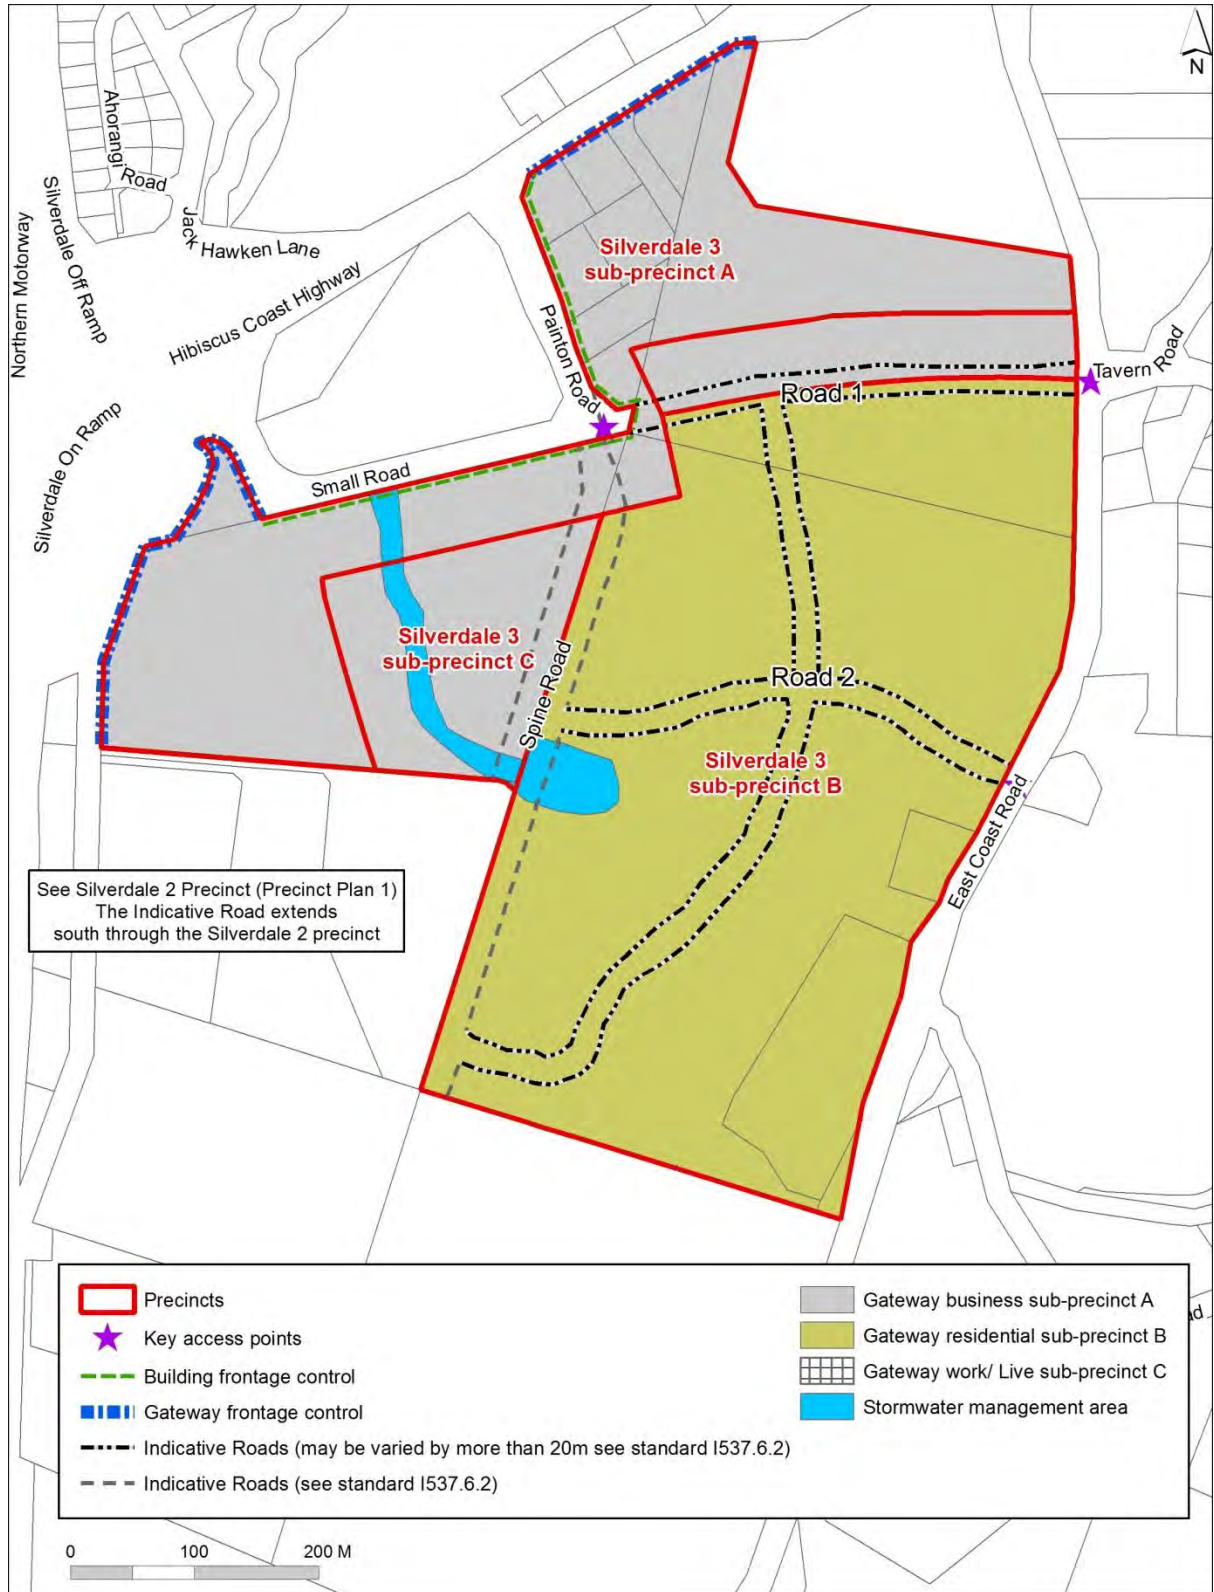 N
Ahorangi
Road
Jack
Hawken Lane
Silverdale Off Ramp
Northern Motorway
Hibiscus Coast Highway
Silverdale 3
sub-precinct A
Painton Road
Tavern Road
Road 1
Silverdale On Ramp
Small Road
Silverdale 3
sub-precinct C
Spine Road
Road 2
Silverdale 3
sub-precinct B
East Coast Road
See Silverdale 2 Precinct (Precinct Plan 1)
The Indicative Road extends
south through the Silverdale 2 precinct
Precincts
Key access points
Building frontage control
Gateway frontage control
Indicative Roads (may be varied by more than 20m see standard I537.6.2)
Indicative Roads (see standard I537.6.2)
Gateway business sub-precinct A
Gateway residential sub-precinct B
Gateway work/ Live sub-precinct C
Stormwater management area
0 100 200 M